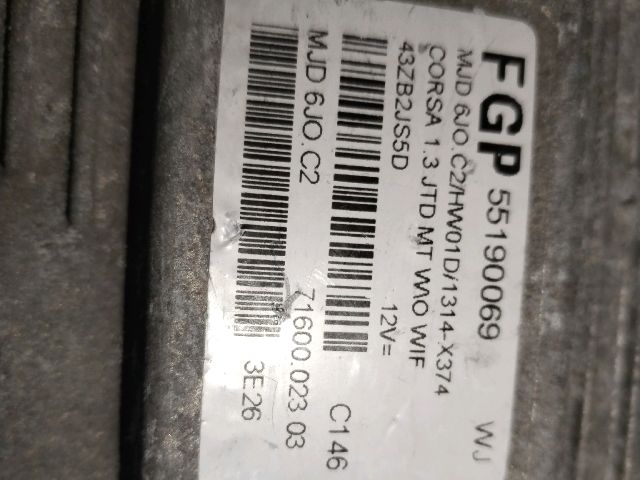 FGP 55190069 WJ
MJD 6JO.C2/HW01D/1314-X374
CORSA 1.3 JTD MT W\O WIF
43ZB2JS5D 12V=
C146
MJD 6JO.C2 71600.023.03
3E26